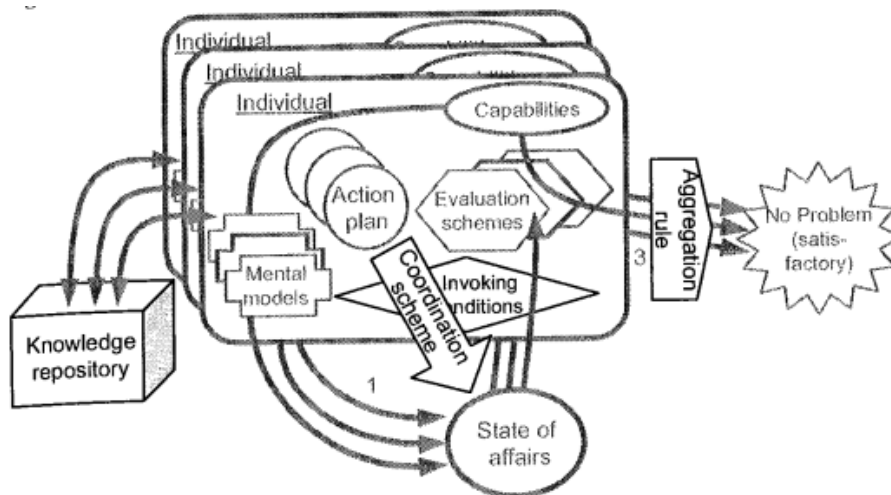 Individual
Individual
Individual
Capabilities
Action
plan
Evaluation
schemes
Mental
models
Invoking
onditions
Coordination
scheme
Knowledge
repository
1
State of
affairs
3
Aggregation
rule
No Problem
(satis-
factory)